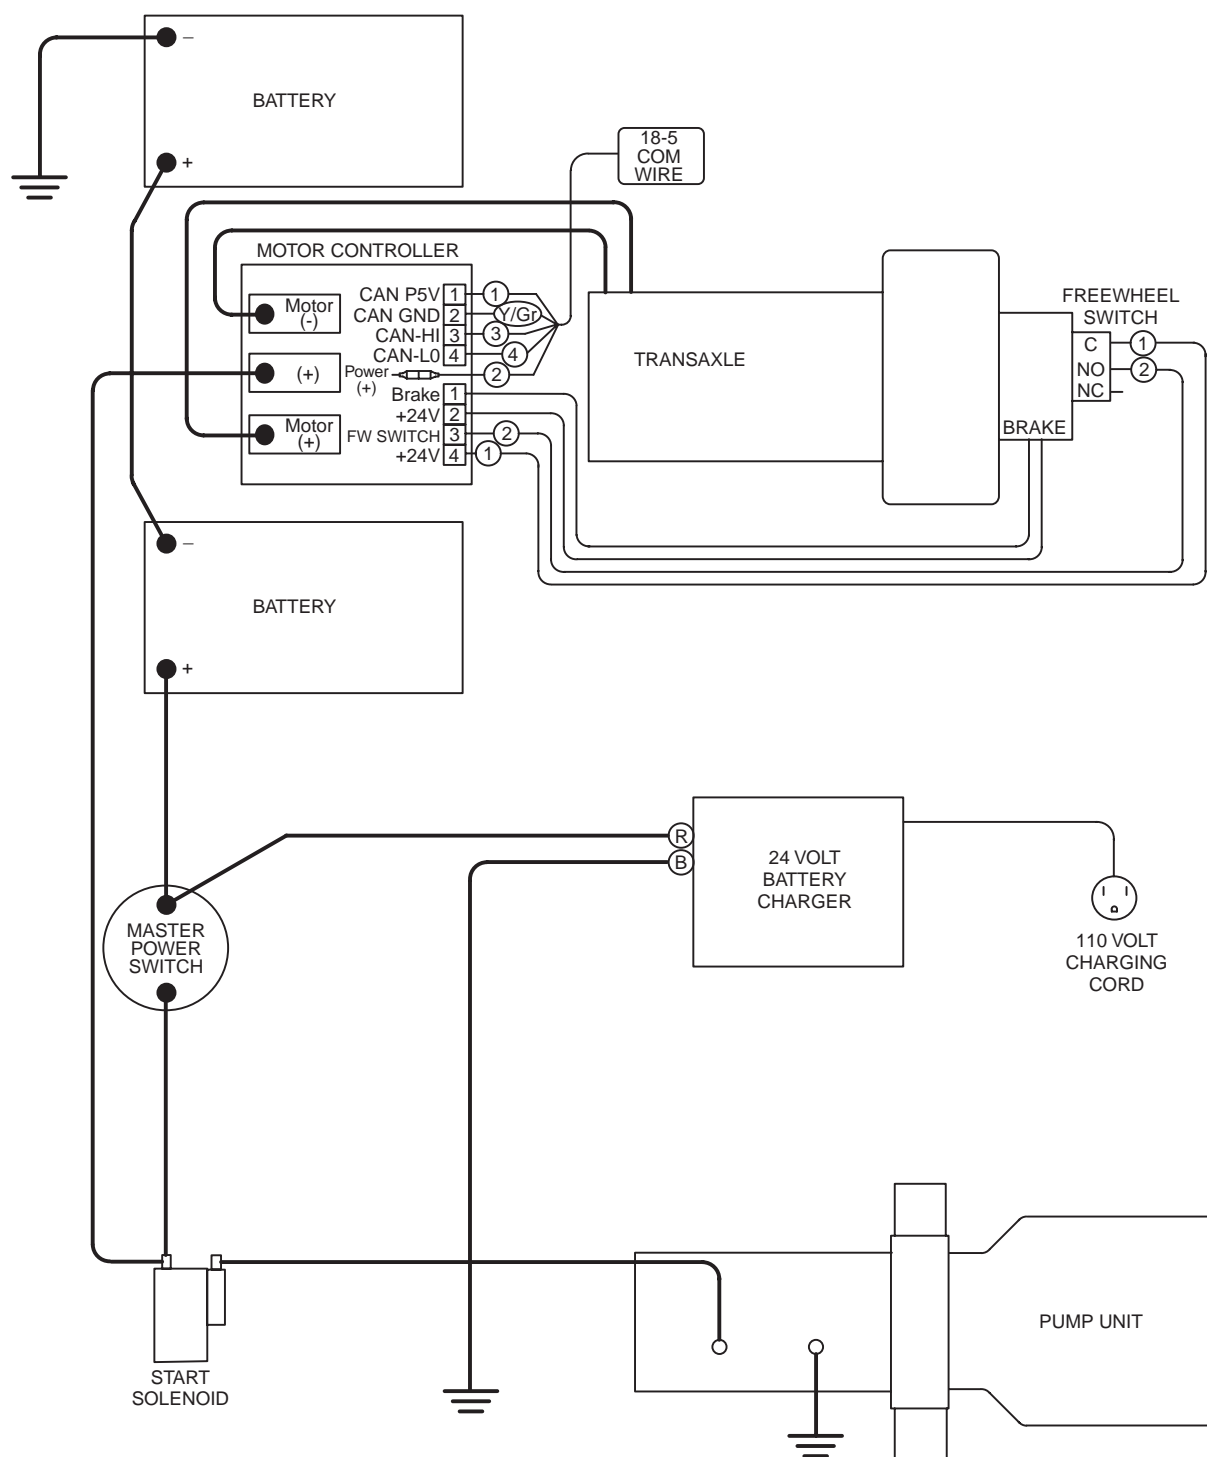 –
BATTERY
+
18-5
COM
WIRE
MOTOR CONTROLLER
Motor
(-)
(+)
Motor
(+)
CAN P5V 1 1
CAN GND 2 Y/Gr
CAN-HI 3 3
CAN-L0 4 4
Power
(+)
2
Brake 1
+24V 2
FW SWITCH 3 2
+24V 4 1
TRANSAXLE
FREEWHEEL
SWITCH
C 1
NO 2
NC
BRAKE
–
BATTERY
+
R
B
24 VOLT
BATTERY
CHARGER
110 VOLT
CHARGING
CORD
MASTER
POWER
SWITCH
START
SOLENOID
PUMP UNIT